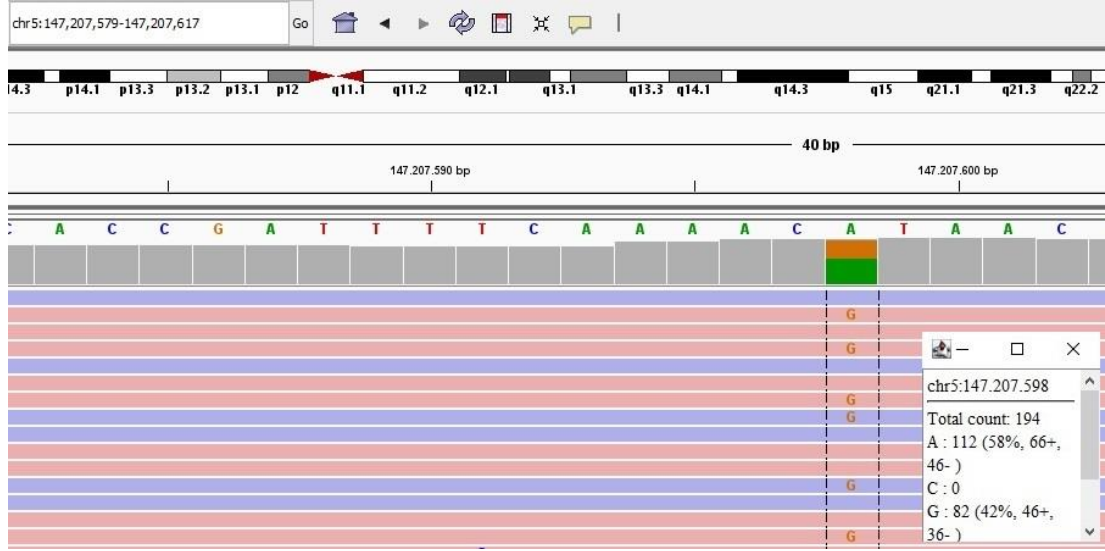 chr5:147,207,579-147,207,617 Go
p14.1 p13.3 p13.2 p13.1 p12 q11.1 q11.2 q12.1 q13.1 q13.3 q14.1 q14.3 q15 q21.1 q21.3 q22.2
40 bp
147.207.590 bp 147.207.600 bp
A C C G A T T T T C A A A A C A T A A C
G
G
G
G
G
G
chr5:147.207.598
Total count: 194
A : 112 (58%, 66+,
46- )
C : 0
G : 82 (42%, 46+,
36- )